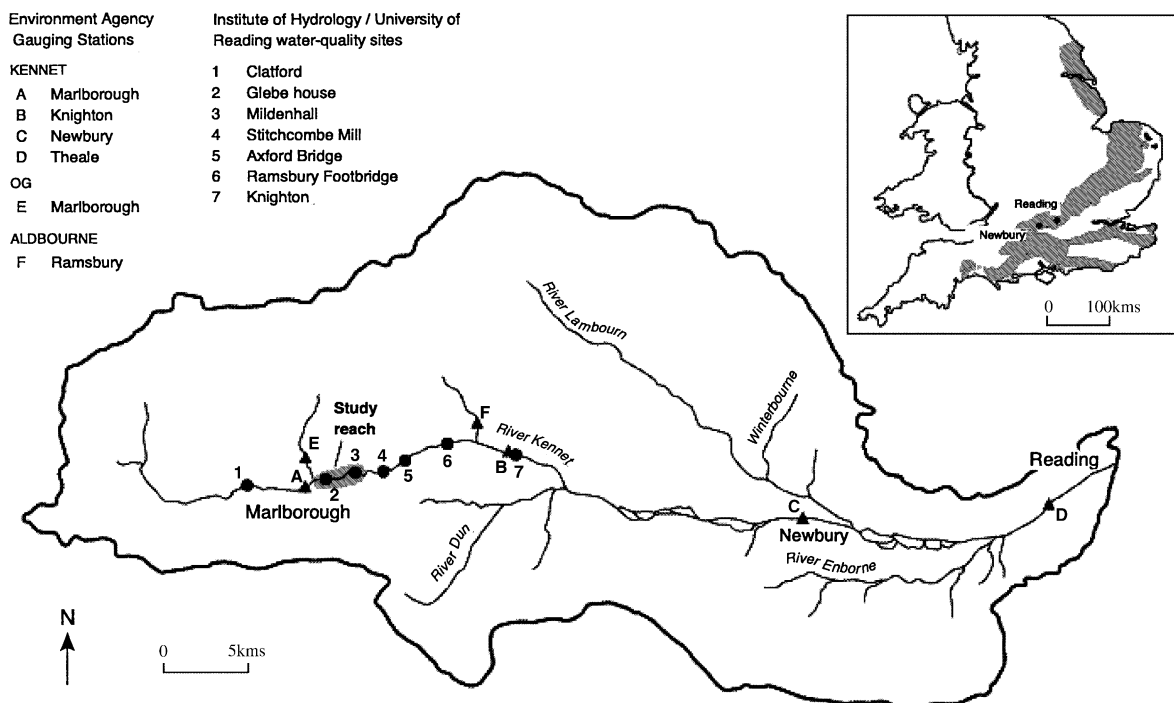 Environment Agency
Gauging Stations
KENNET
A Marlborough
B Knighton
C Newbury
D Theale
OG
E Marlborough
ALDBOURNE
F Ramsbury
Institute of Hydrology / University of
Reading water-quality sites
1 Clatford
2 Glebe house
3 Mildenhall
4 Stitchcombe Mill
5 Axford Bridge
6 Ramsbury Footbridge
7 Knighton
Reading
Newbury
0 100kms
River Lambourn
Winterbourne
Study
reach
F
E
River Kennet
3
4
5
6
B
7
1
A
2
Marlborough
Reading
C
D
Newbury
River Dun
River Enborne
N
0 5kms